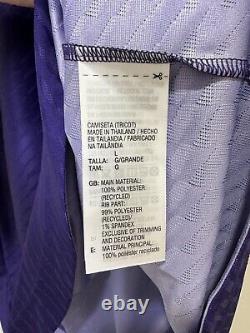 CAMISETA (TRICOT)
MADE IN THAILAND / HECHO
EN TAILANDIA / FABRICADO
NA TAILÂNDIA
L
TALLA: G/GRANDE
TAM: G
GB: MAIN MATERIAL:
100% POLYESTER
(RECYCLED)
RIB PART:
99% POLYESTER
(RECYCLED)/
1% SPANDEX
EXCLUSIVE OF TRIMMING
AND DECORATION
E: MATERIAL PRINCIPAL:
100% poliéster reciclado